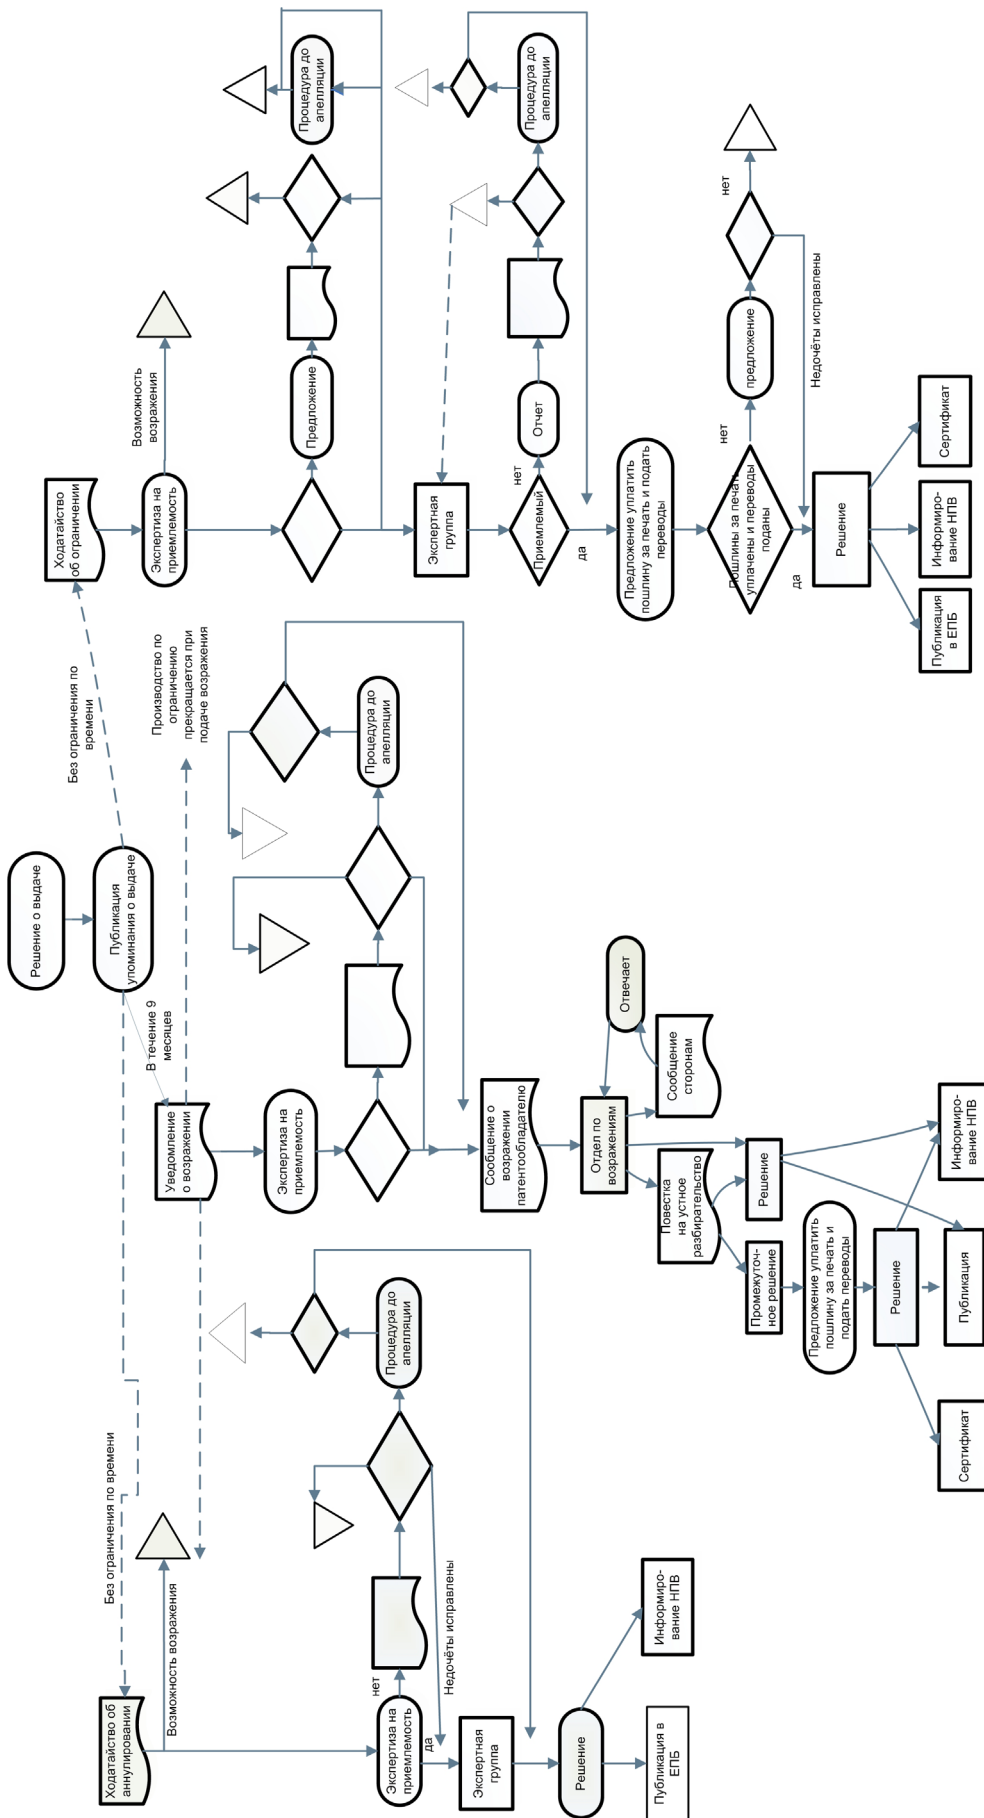 Решение о выдаче
Публикация
упоминания о выдаче
Без ограничения по времени
В течение 9
месяцев
Без ограничения по
времени
Ходатайство об
аннулировании
Возможность возражения
Экспертиза на
приемлемость
нет
да
Недочёты исправлены
Процедура до
апелляции
Экспертная
группа
Решение
Публикация в
ЕПБ
Информиро-
вание НПВ
Уведомление
о возражении
Производство по
ограничению
прекращается при
подаче возражения
Экспертиза на
приемлемость
Процедура до
апелляции
Сообщение о
возражении
патентообладателю
Отдел по
возражениям
Отвечает
Сообщение
сторонам
Повестка
на устное
разбирательство
Решение
Промежуточ-
ное решение
Предложение уплатить
пошлину за печать и
подать переводы
Решение
Сертификат
Публикация
Информиро-
вание НПВ
Ходатайство
об ограничении
Возможность
возражения
Экспертиза на
приемлемость
Предложение
Процедура до
апелляции
Экспертная
группа
Приемлемый
нет
да
Отчет
Процедура до
апелляции
Предложение уплатить
пошлину за печать и подать
переводы
Пошлины за печать
уплачены и переводы
поданы
нет
да
предложение
нет
Недочёты исправлены
Решение
Публикация
в ЕПБ
Информиро-
вание НПВ
Сертификат